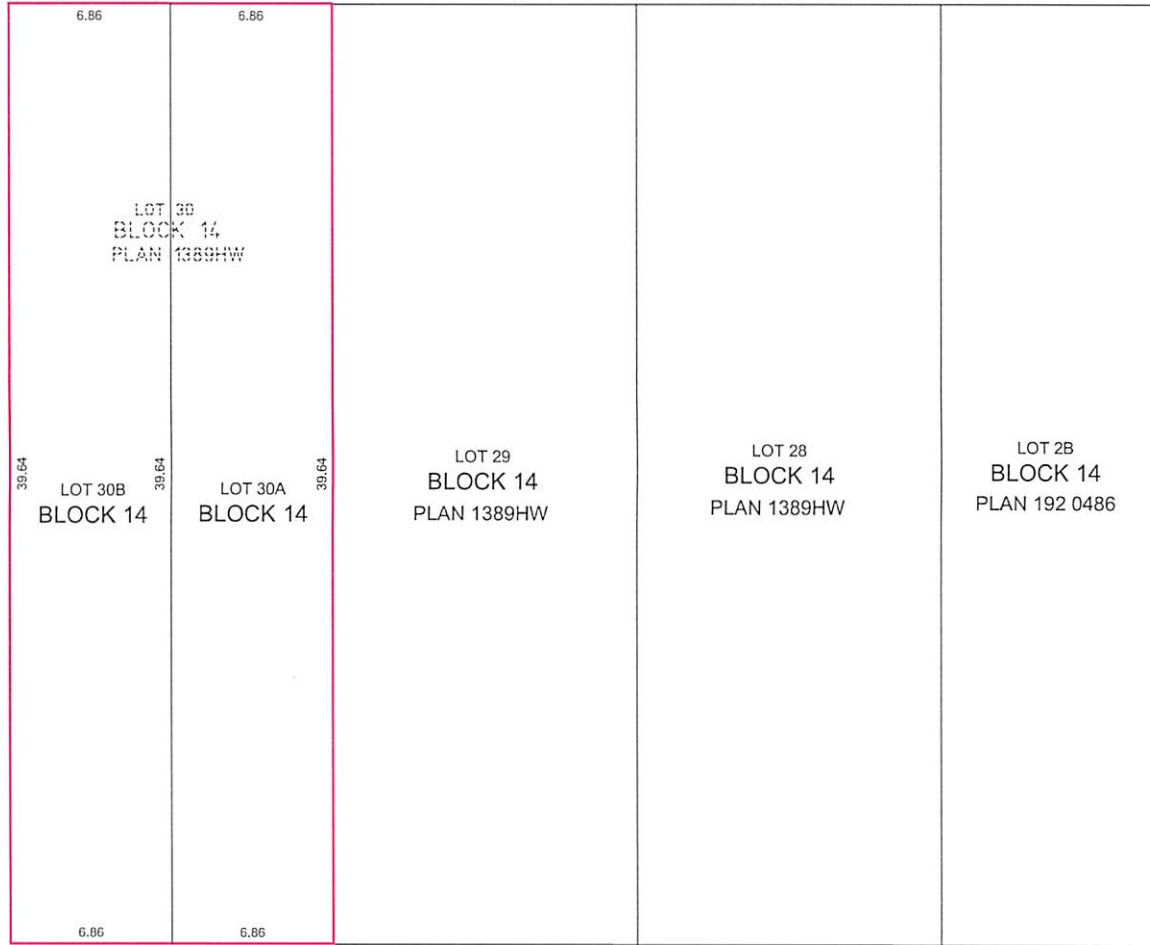 6.86
6.86
LOT 30
BLOCK 14
PLAN 1389HW
39.64
LOT 30B
BLOCK 14
39.64
LOT 30A
BLOCK 14
39.64
LOT 29
BLOCK 14
PLAN 1389HW
LOT 28
BLOCK 14
PLAN 1389HW
LOT 2B
BLOCK 14
PLAN 192 0486
6.86
6.86